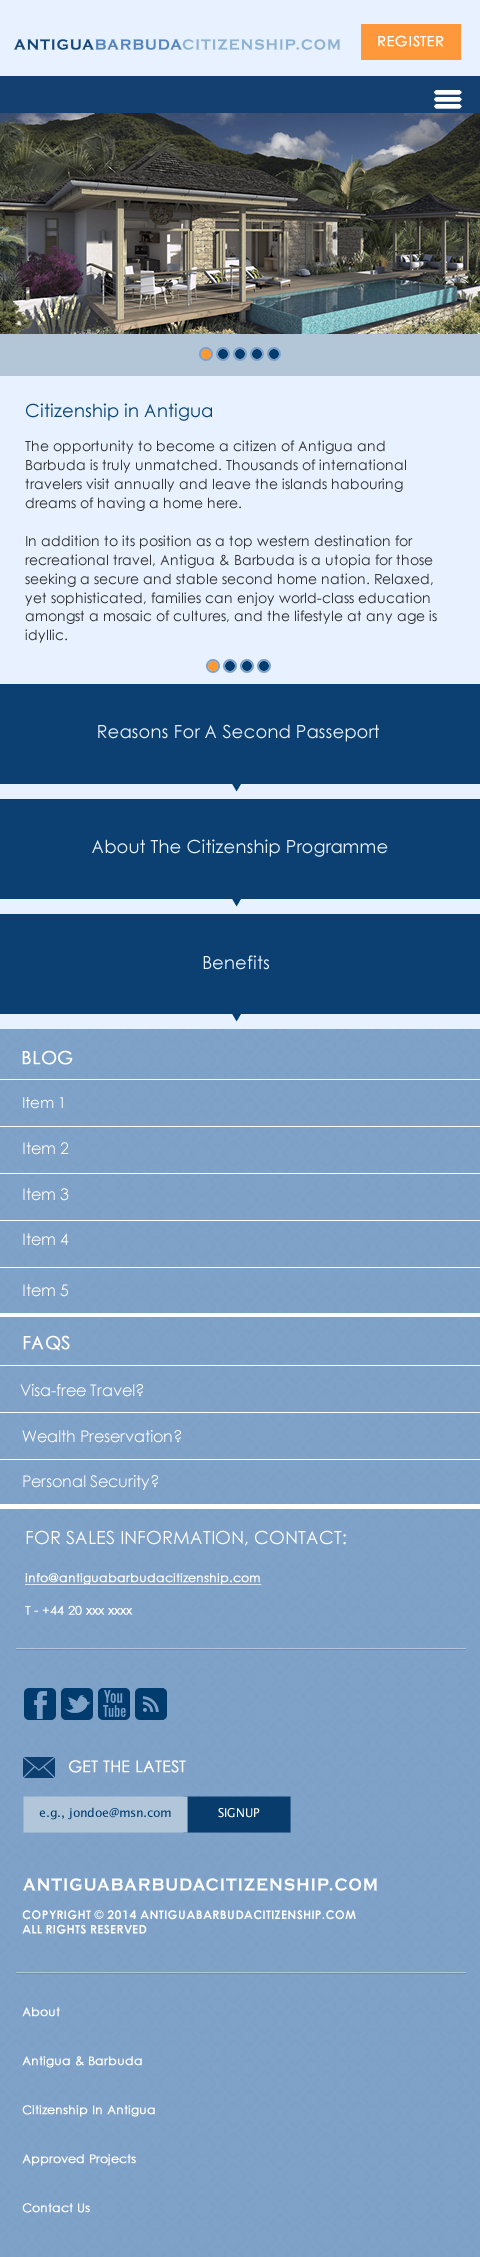 ANTIGUABARBUDACITIZENSHIP.COM
REGISTER
Citizenship in Antigua
The opportunity to become a citizen of Antigua and
Barbuda is truly unmatched. Thousands of international
travelers visit annually and leave the islands habouring
dreams of having a home here.
In addition to its position as a top western destination for
recreational travel, Antigua & Barbuda is a utopia for those
seeking a secure and stable second home nation. Relaxed,
yet sophisticated, families can enjoy world-class education
amongst a mosaic of cultures, and the lifestyle at any age is
idyllic.
Reasons For A Second Passeport
About The Citizenship Programme
Benefits
BLOG
Item 1
Item 2
Item 3
Item 4
Item 5
FAQS
Visa-free Travel?
Wealth Preservation?
Personal Security?
FOR SALES INFORMATION, CONTACT:
info@antiguabarbudacitizenship.com
T - +44 20 xxx xxxx
You
Tube
GET THE LATEST
e.g., jondoe@msn.com
SIGNUP
ANTIGUABARBUDACITIZENSHIP.COM
COPYRIGHT © 2014 ANTIGUABARBUDACITIZENSHIP.COM
ALL RIGHTS RESERVED
About
Antigua & Barbuda
Citizenship In Antigua
Approved Projects
Contact Us